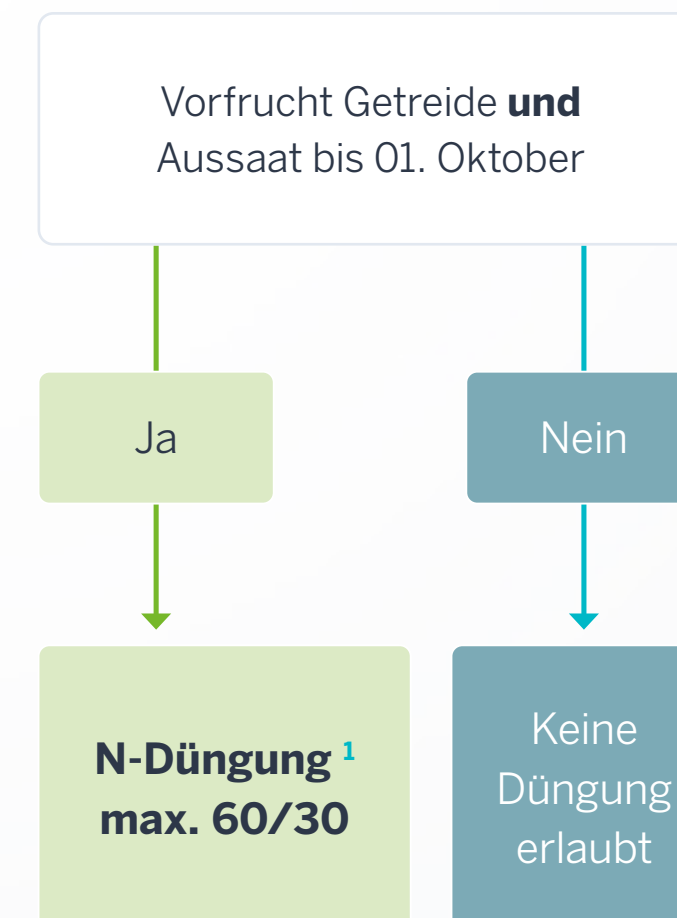 Vorfrucht Getreide und
Aussaat bis 01. Oktober
Ja
Nein
N-Düngung ¹
max. 60/30
Keine
Düngung
erlaubt